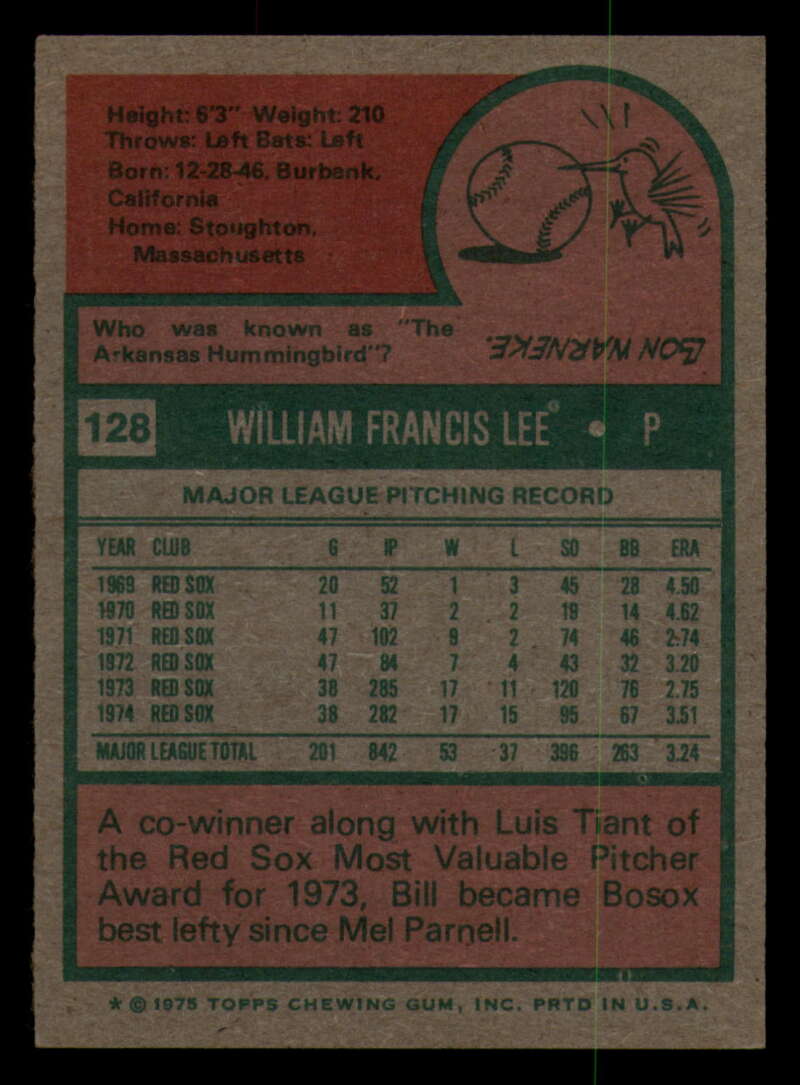 Height: 6'3" Weight: 210
Throws: Left Bats: Left
Born: 12-28-46, Burbank,
California
Home: Stoughton,
Massachusetts
Who was known as "The
Arkansas Hummingbird"?
LON WARNEKE.
128 WILLIAM FRANCIS LEE • P
MAJOR LEAGUE PITCHING RECORD
YEAR CLUB G IP W L SO BB ERA
1969 RED SOX 20 52 1 3 45 28 4.50
1970 RED SOX 11 37 2 2 19 14 4.62
1971 RED SOX 47 102 9 2 74 46 2.74
1972 RED SOX 47 84 7 4 43 32 3.20
1973 RED SOX 38 285 17 11 120 76 2.75
1974 RED SOX 38 282 17 15 95 67 3.51
MAJOR LEAGUE TOTAL 201 842 53 37 396 263 3.24
A co-winner along with Luis Tiant of
the Red Sox Most Valuable Pitcher
Award for 1973, Bill became Bosox
best lefty since Mel Parnell.
* © 1975 TOPPS CHEWING GUM, INC. PRTD IN U.S.A.